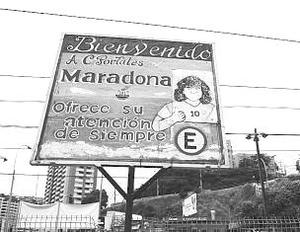 Bienvenido
A C Portales
Maradona
Ofrece su
atención
de siempre
10
E